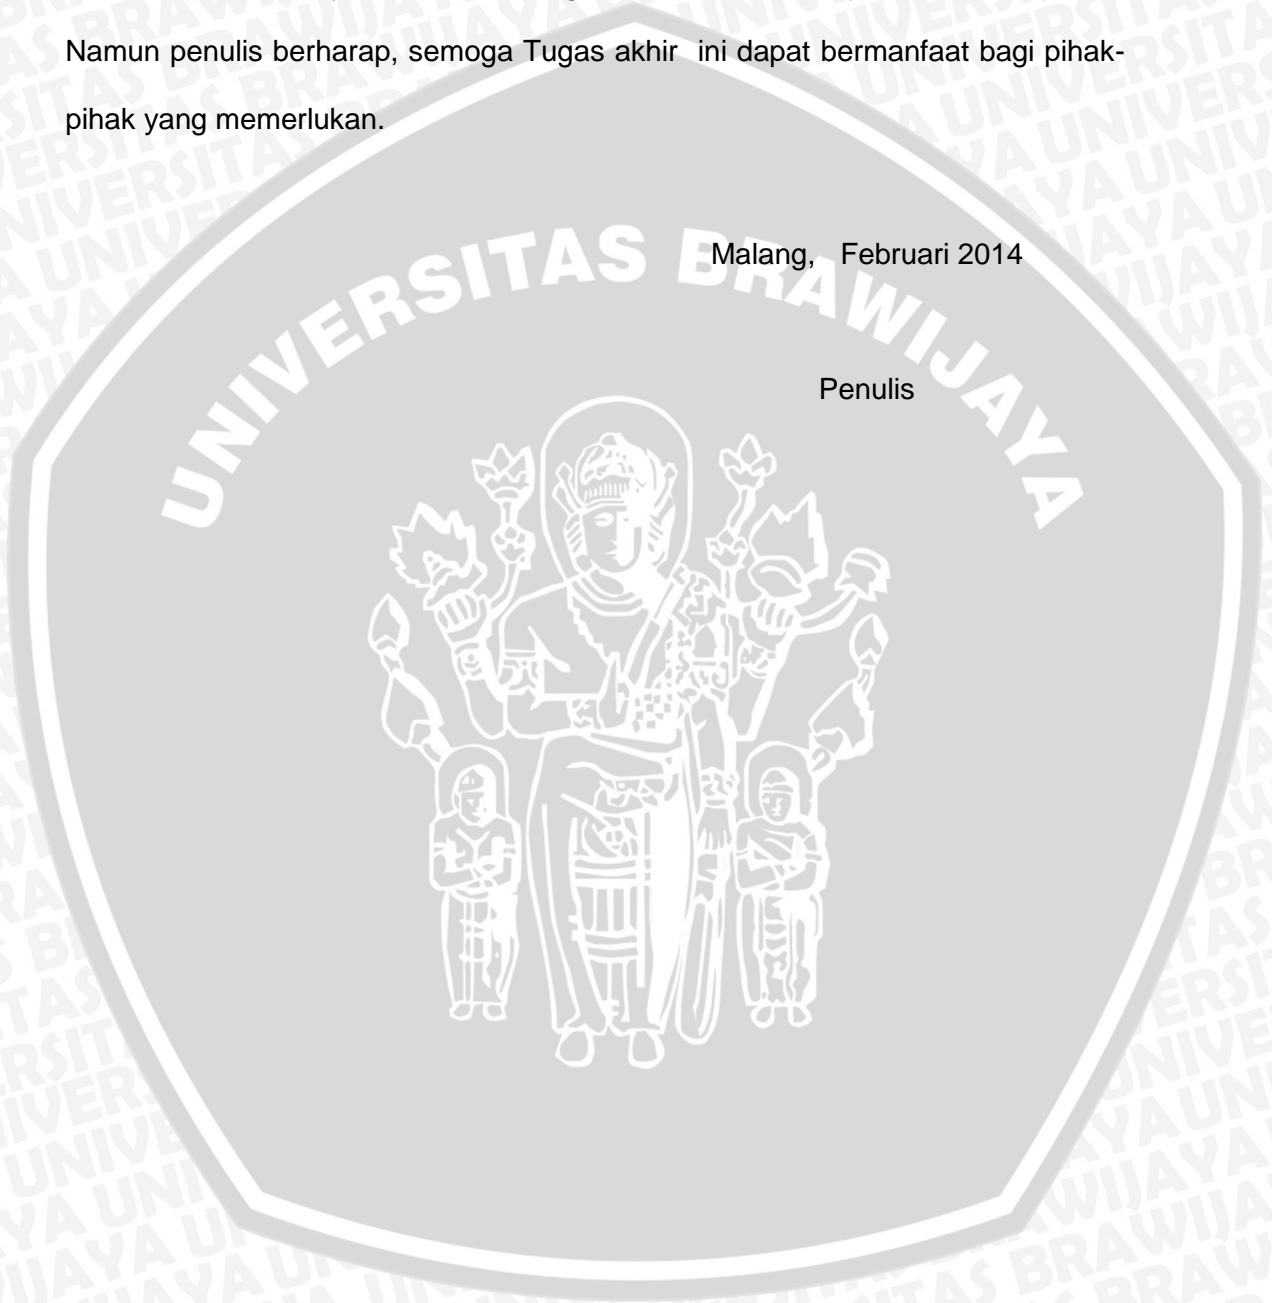 Namun penulis berharap, semoga Tugas akhir  ini dapat bermanfaat bagi pihak-
pihak yang memerlukan.
Malang,   Februari 2014
UNIVERSITAS BRAWIJAYA
Penulis